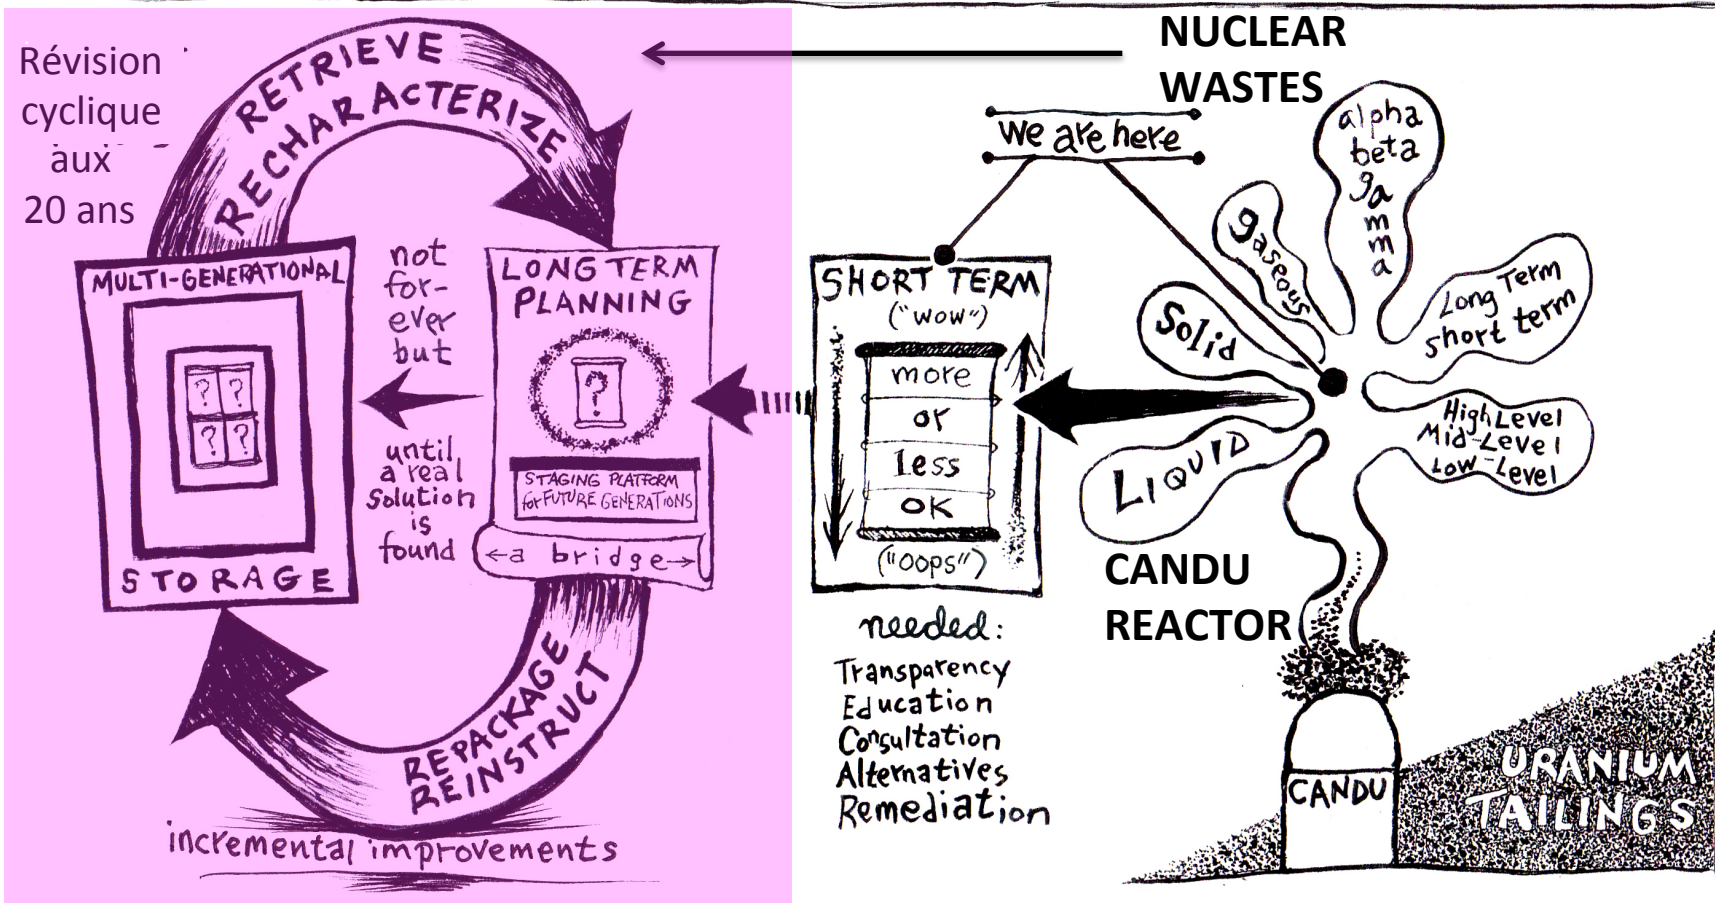 Révision
cyclique
aux
20 ans
RETRIEVE
RECHARACTERIZE
MULTI-GENERATIONAL
?
?
?
?
STORAGE
not
for-
ever
but
until
a real
solution
is
found
LONG TERM
PLANNING
?
STAGING PLATFORM
for FUTURE GENERATIONS
←a bridge→
REPACKAGE
REINSTRUCT
incremental improvements
NUCLEAR
WASTES
we are here
SHORT TERM
("WOW")
more
or
Less
OK
("OOPS")
needed:
Transparency
Education
Consultation
Alternatives
Remediation
alpha
beta
gamma
gaseous
Solid
LIQUID
Long Term
short term
High Level
Mid-Level
Low-Level
CANDU
REACTOR
CANDU
URANIUM
TAILINGS